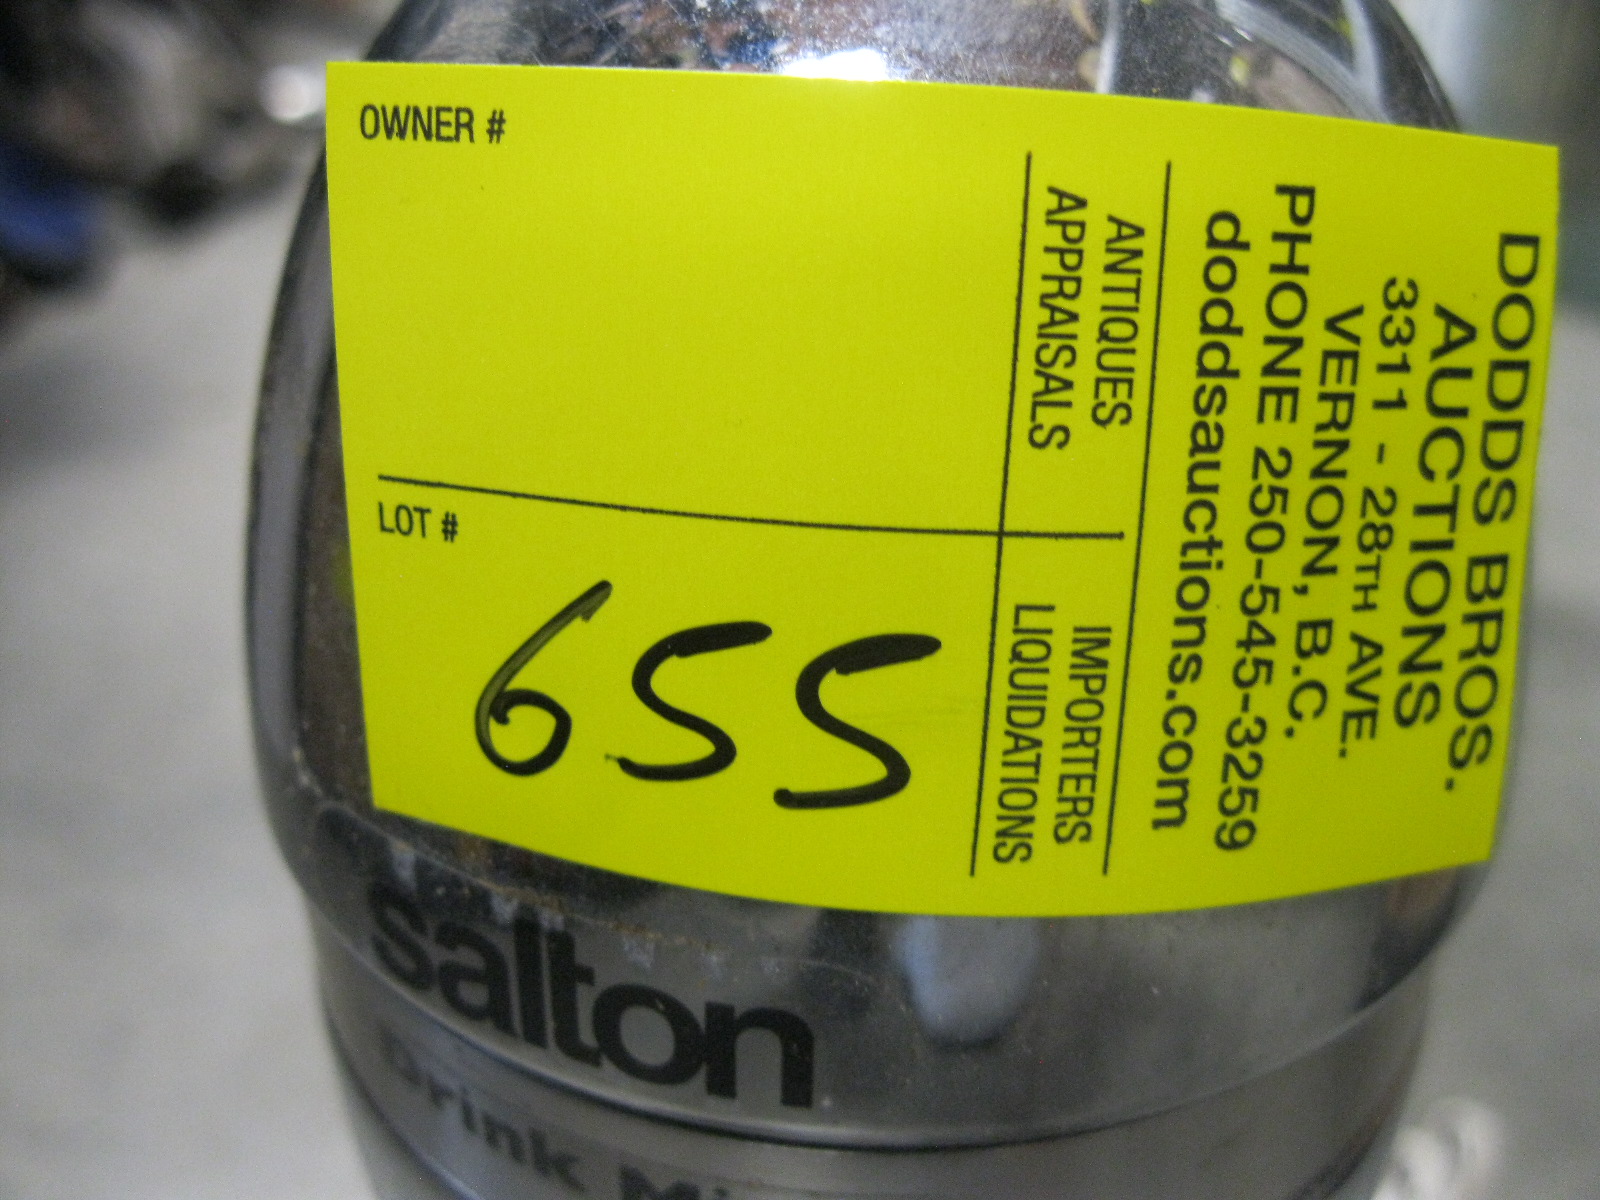 OWNER #
LOT #
655
ANTIQUES
APPRAISALS
IMPORTERS
LIQUIDATIONS
DODDS BROS.
AUCTIONS
3311 - 28TH AVE.
VERNON, B.C.
PHONE 250-545-3259
doddsauctions.com
salton
Drink